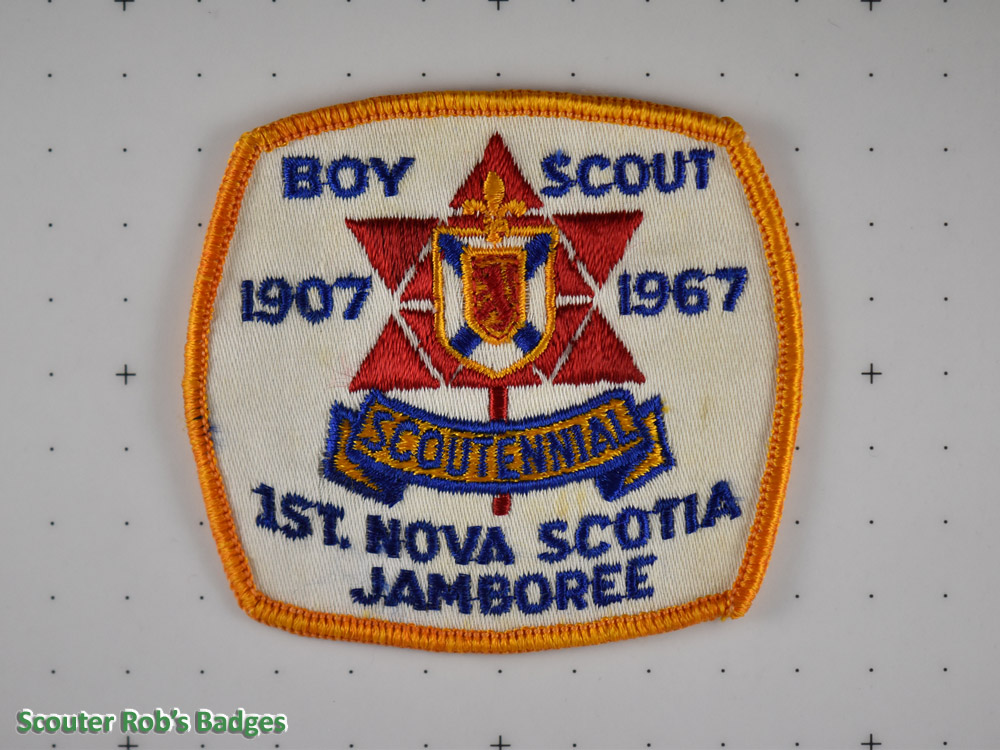 BOY SCOUT
1907 1967
SCOUTENNIAL
1ST. NOVA SCOTIA
JAMBOREE
Scouter Rob's Badges